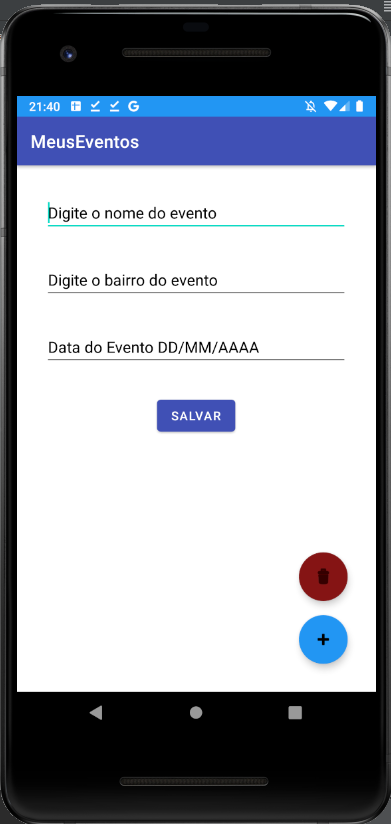 21:40
MeusEventos
Digite o nome do evento
Digite o bairro do evento
Data do Evento DD/MM/AAAA
SALVAR